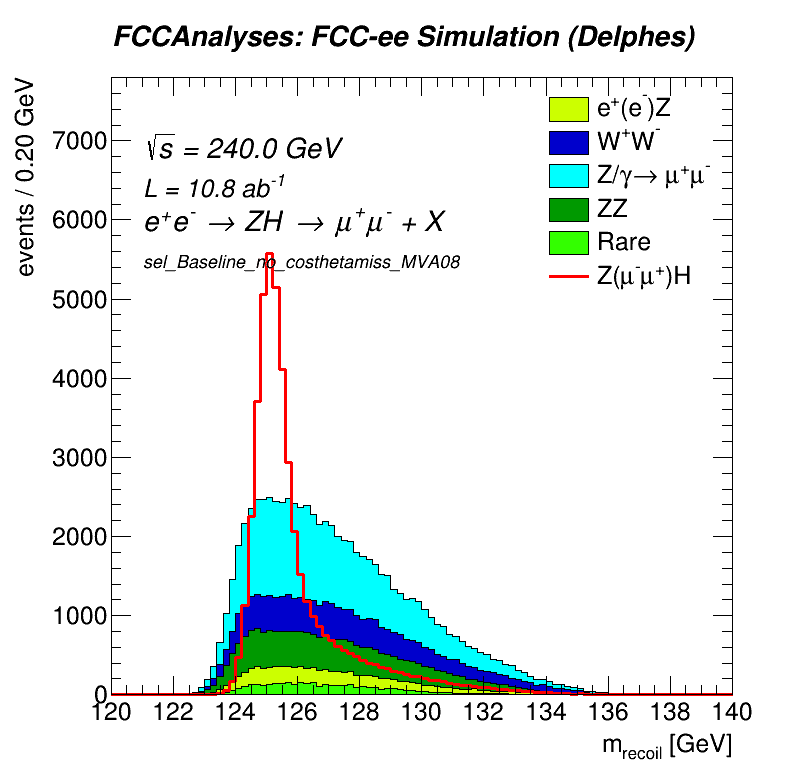 FCCAnalyses: FCC-ee Simulation (Delphes)
events / 0.20 GeV
√s = 240.0 GeV
L = 10.8 ab⁻¹
e⁺e⁻ → ZH → μ⁺μ⁻ + X
sel_Baseline_no_costhetamiss_MVA08
e⁺(e⁻)Z
W⁺W⁻
Z/γ→ μ⁺μ⁻
ZZ
Rare
Z(μ⁻μ⁺)H
7000
6000
5000
4000
3000
2000
1000
0
120 122 124 126 128 130 132 134 136 138 140
m_recoil [GeV]